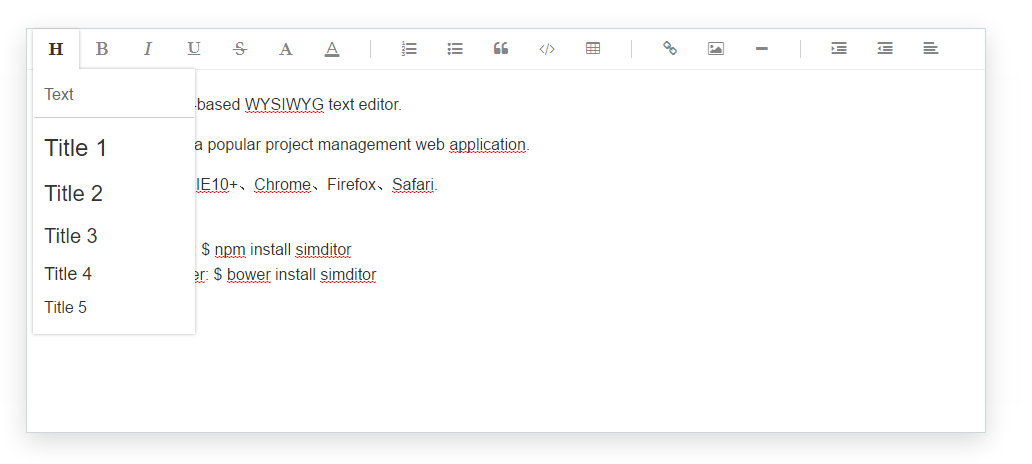 H B I U S A A
Text
Title 1
Title 2
Title 3
Title 4
Title 5
-based WYSIWYG text editor.
a popular project management web application.
IE10+、Chrome、Firefox、Safari.
$ npm install simditor
er: $ bower install simditor